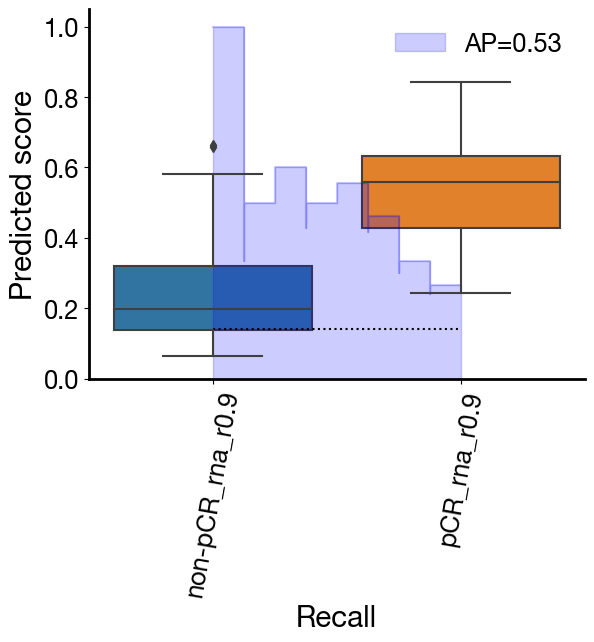 AP=0.53
Predicted score
1.0
0.8
0.6
0.4
0.2
0.0
non-pCR_rna_r0.9
pCR_rna_r0.9
Recall